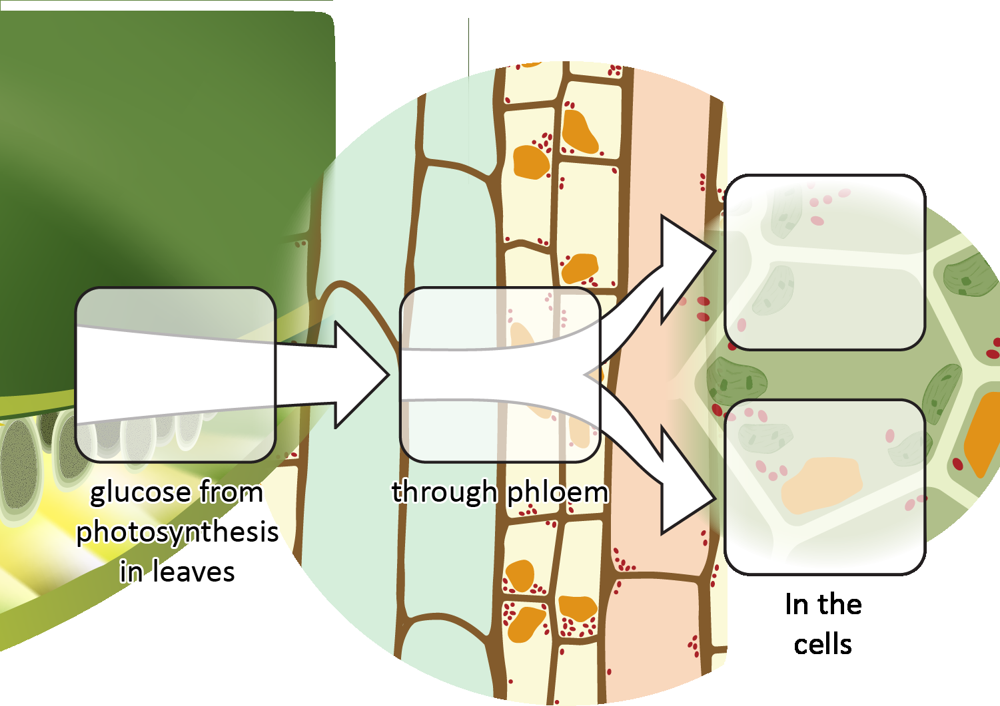 glucose from
photosynthesis
in leaves
through phloem
In the
cells